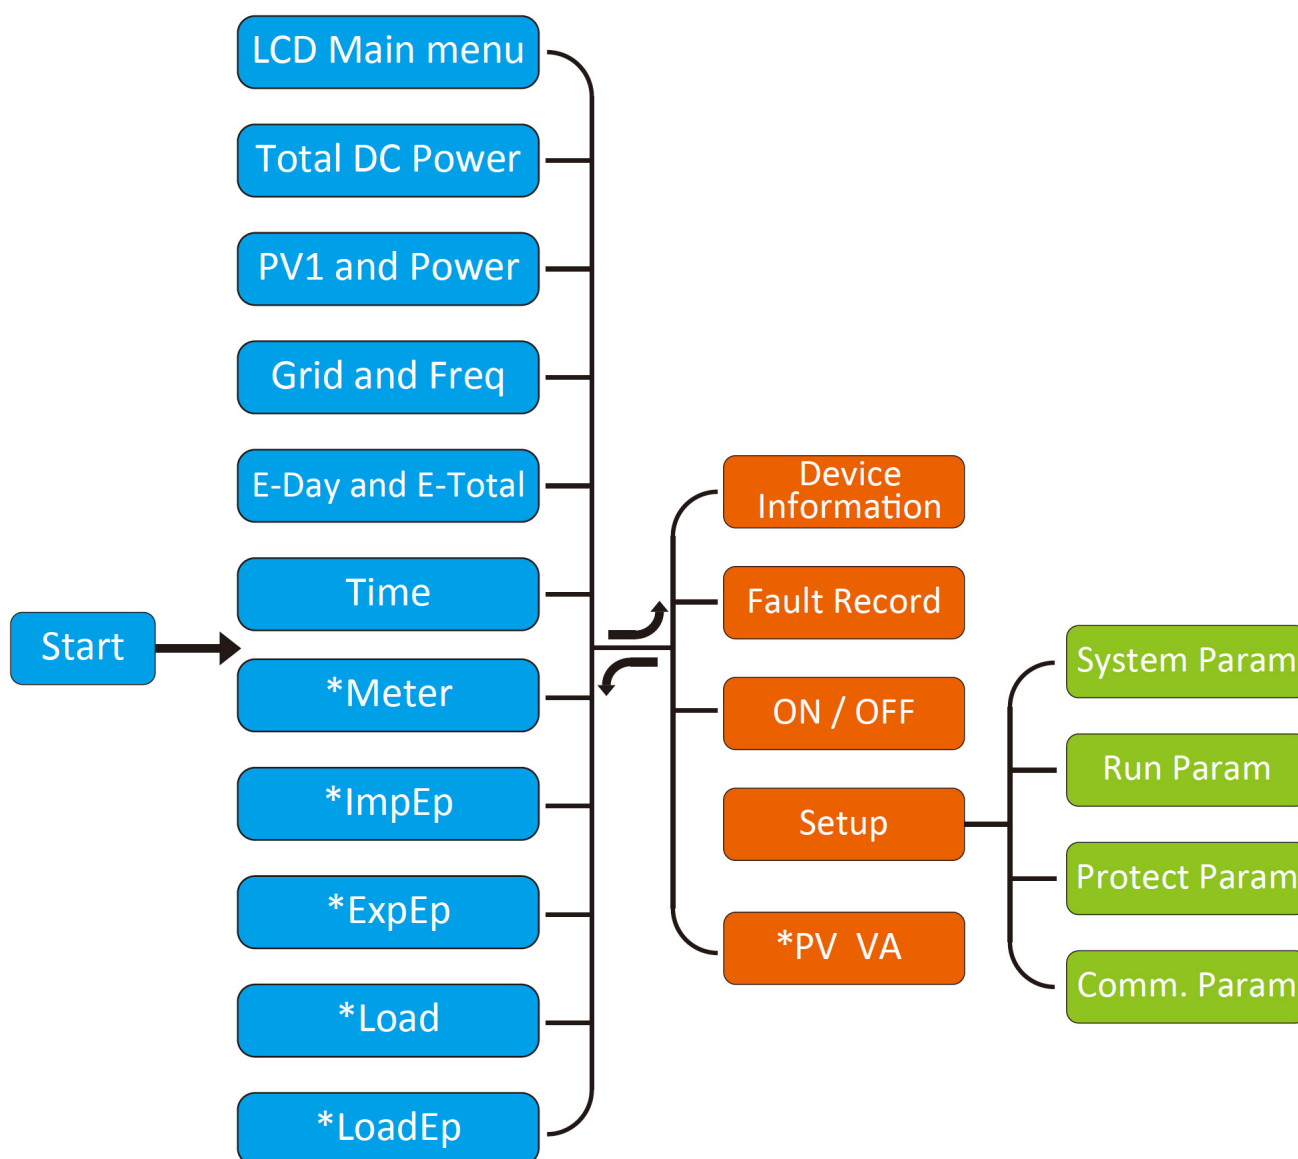 LCD Main menu
Total DC Power
PV1 and Power
Grid and Freq
E-Day and E-Total
Time
Start
*Meter
*ImpEp
*ExpEp
*Load
*LoadEp
Device
Information
Fault Record
ON / OFF
Setup
*PV VA
System Param
Run Param
Protect Param
Comm. Param